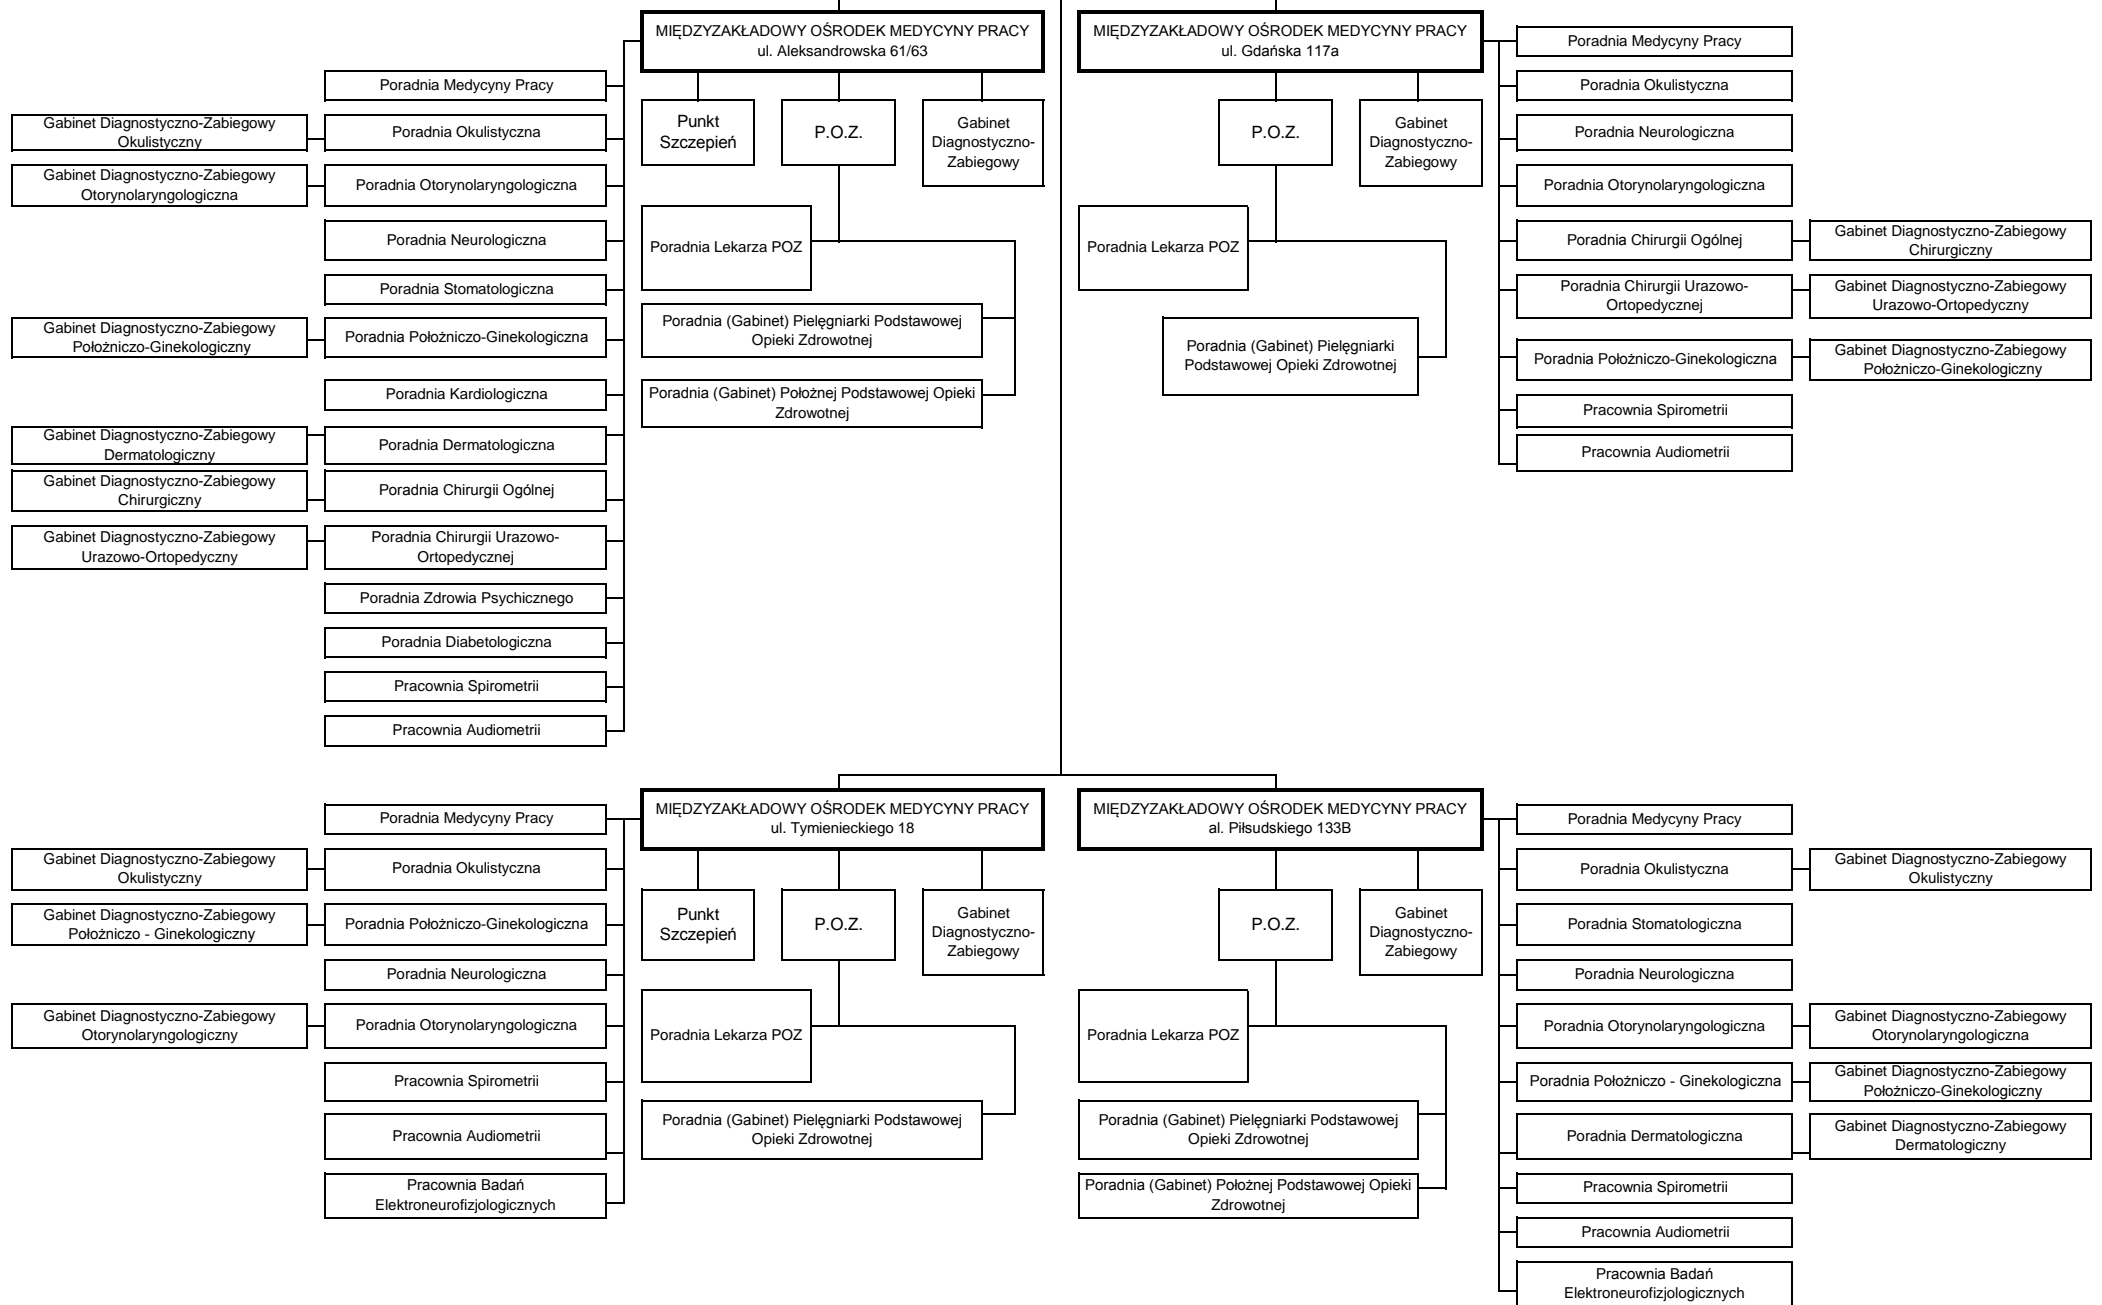 MIĘDZYZAKŁADOWY OŚRODEK MEDYCYNY PRACY
ul. Aleksandrowska 61/63
Poradnia Medycyny Pracy
Gabinet Diagnostyczno-Zabiegowy
Okulistyczny
Poradnia Okulistyczna
Gabinet Diagnostyczno-Zabiegowy
Otorynolaryngologiczna
Poradnia Otorynolaryngologiczna
Poradnia Neurologiczna
Poradnia Stomatologiczna
Gabinet Diagnostyczno-Zabiegowy
Położniczo-Ginekologiczny
Poradnia Położniczo-Ginekologiczna
Poradnia Kardiologiczna
Gabinet Diagnostyczno-Zabiegowy
Dermatologiczny
Poradnia Dermatologiczna
Gabinet Diagnostyczno-Zabiegowy
Chirurgiczny
Poradnia Chirurgii Ogólnej
Gabinet Diagnostyczno-Zabiegowy
Urazowo-Ortopedyczny
Poradnia Chirurgii Urazowo-
Ortopedycznej
Poradnia Zdrowia Psychicznego
Poradnia Diabetologiczna
Pracownia Spirometrii
Pracownia Audiometrii
Punkt
Szczepień
P.O.Z.
Gabinet
Diagnostyczno-
Zabiegowy
Poradnia Lekarza POZ
Poradnia (Gabinet) Pielęgniarki Podstawowej
Opieki Zdrowotnej
Poradnia (Gabinet) Położnej Podstawowej Opieki
Zdrowotnej
MIĘDZYZAKŁADOWY OŚRODEK MEDYCYNY PRACY
ul. Gdańska 117a
P.O.Z.
Gabinet
Diagnostyczno-
Zabiegowy
Poradnia Lekarza POZ
Poradnia (Gabinet) Pielęgniarki
Podstawowej Opieki Zdrowotnej
Poradnia Medycyny Pracy
Poradnia Okulistyczna
Poradnia Neurologiczna
Poradnia Otorynolaryngologiczna
Poradnia Chirurgii Ogólnej
Gabinet Diagnostyczno-Zabiegowy
Chirurgiczny
Poradnia Chirurgii Urazowo-
Ortopedycznej
Gabinet Diagnostyczno-Zabiegowy
Urazowo-Ortopedyczny
Poradnia Położniczo-Ginekologiczna
Gabinet Diagnostyczno-Zabiegowy
Położniczo-Ginekologiczny
Pracownia Spirometrii
Pracownia Audiometrii
MIĘDZYZAKŁADOWY OŚRODEK MEDYCYNY PRACY
ul. Tymienieckiego 18
Poradnia Medycyny Pracy
Gabinet Diagnostyczno-Zabiegowy
Okulistyczny
Poradnia Okulistyczna
Gabinet Diagnostyczno-Zabiegowy
Położniczo - Ginekologiczny
Poradnia Położniczo-Ginekologiczna
Poradnia Neurologiczna
Gabinet Diagnostyczno-Zabiegowy
Otorynolaryngologiczny
Poradnia Otorynolaryngologiczna
Pracownia Spirometrii
Pracownia Audiometrii
Pracownia Badań
Elektroneurofizjologicznych
Punkt
Szczepień
P.O.Z.
Gabinet
Diagnostyczno-
Zabiegowy
Poradnia Lekarza POZ
Poradnia (Gabinet) Pielęgniarki Podstawowej
Opieki Zdrowotnej
MIĘDZYZAKŁADOWY OŚRODEK MEDYCYNY PRACY
al. Piłsudskiego 133B
P.O.Z.
Gabinet
Diagnostyczno-
Zabiegowy
Poradnia Lekarza POZ
Poradnia (Gabinet) Pielęgniarki Podstawowej
Opieki Zdrowotnej
Poradnia (Gabinet) Położnej Podstawowej Opieki
Zdrowotnej
Poradnia Medycyny Pracy
Poradnia Okulistyczna
Gabinet Diagnostyczno-Zabiegowy
Okulistyczny
Poradnia Stomatologiczna
Poradnia Neurologiczna
Poradnia Otorynolaryngologiczna
Gabinet Diagnostyczno-Zabiegowy
Otorynolaryngologiczna
Poradnia Położniczo - Ginekologiczna
Gabinet Diagnostyczno-Zabiegowy
Położniczo-Ginekologiczny
Poradnia Dermatologiczna
Gabinet Diagnostyczno-Zabiegowy
Dermatologiczny
Pracownia Spirometrii
Pracownia Audiometrii
Pracownia Badań
Elektroneurofizjologicznych